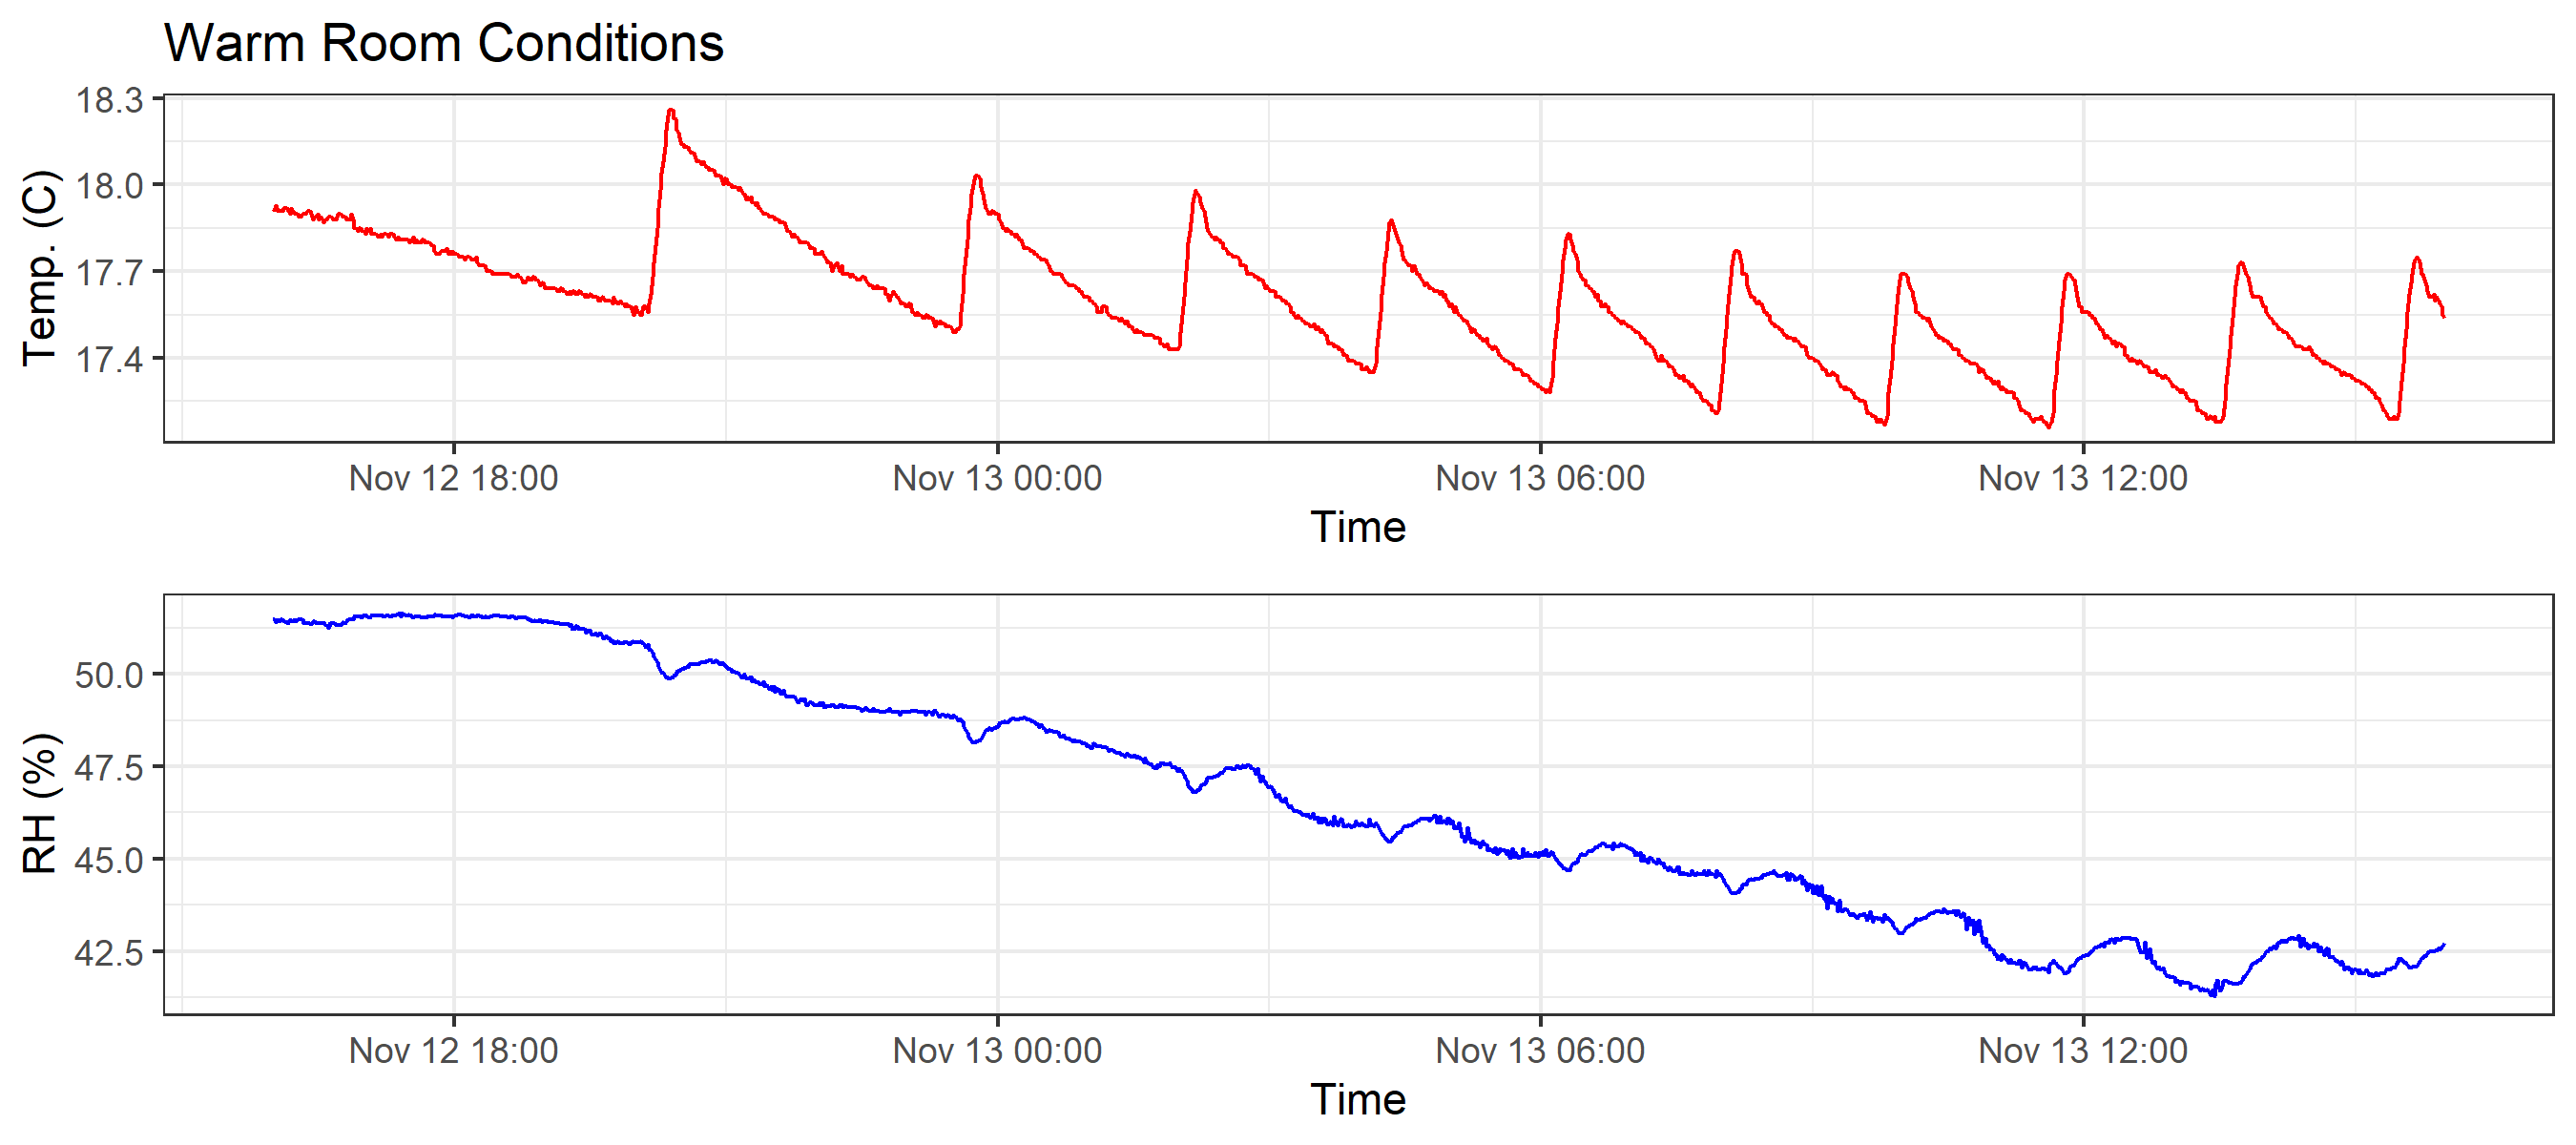 Warm Room Conditions
Temp. (C)
18.3
18.0
17.7
17.4
Nov 12 18:00 Nov 13 00:00 Nov 13 06:00 Nov 13 12:00
Time
RH (%)
50.0
47.5
45.0
42.5
Nov 12 18:00 Nov 13 00:00 Nov 13 06:00 Nov 13 12:00
Time